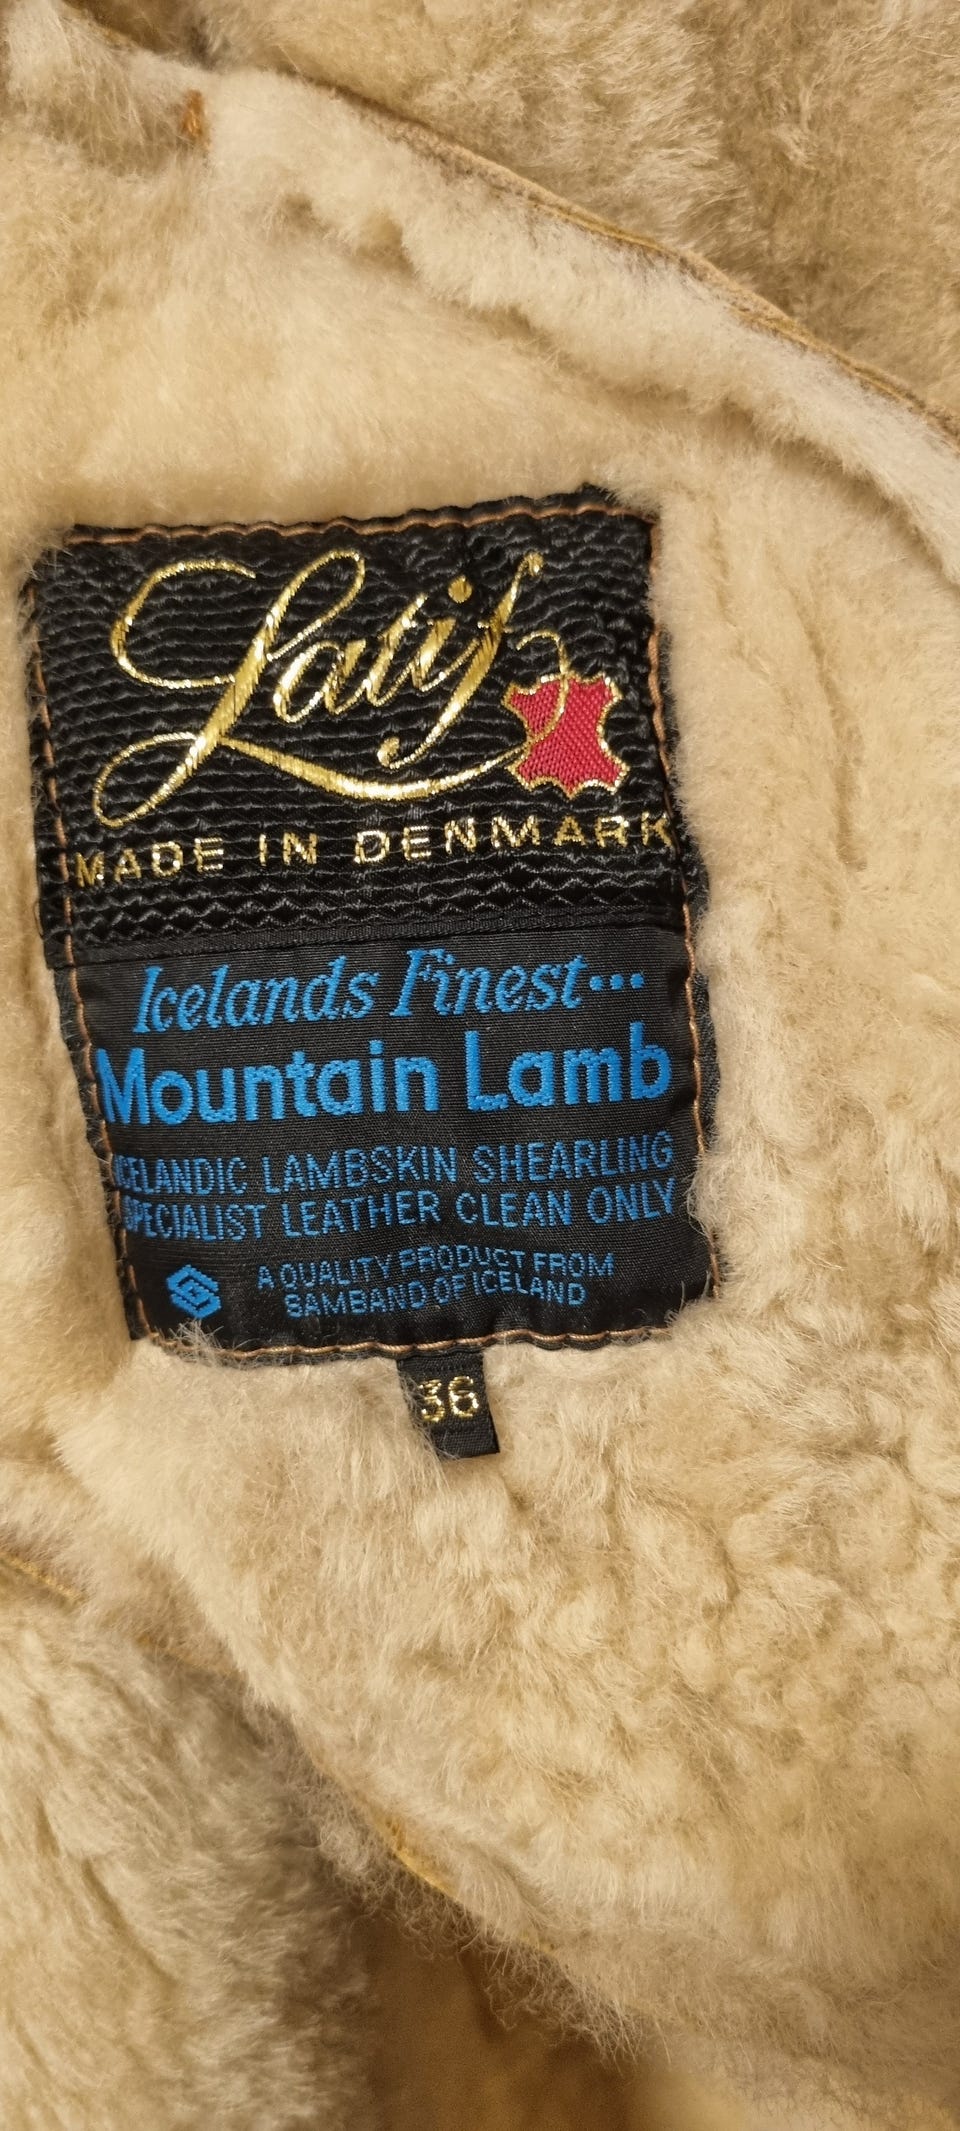 Latif
MADE IN DENMARK
Icelands Finest...
Mountain Lamb
ICELANDIC LAMBSKIN SHEARLING
SPECIALIST LEATHER CLEAN ONLY
A QUALITY PRODUCT FROM
SAMBAND OF ICELAND
36